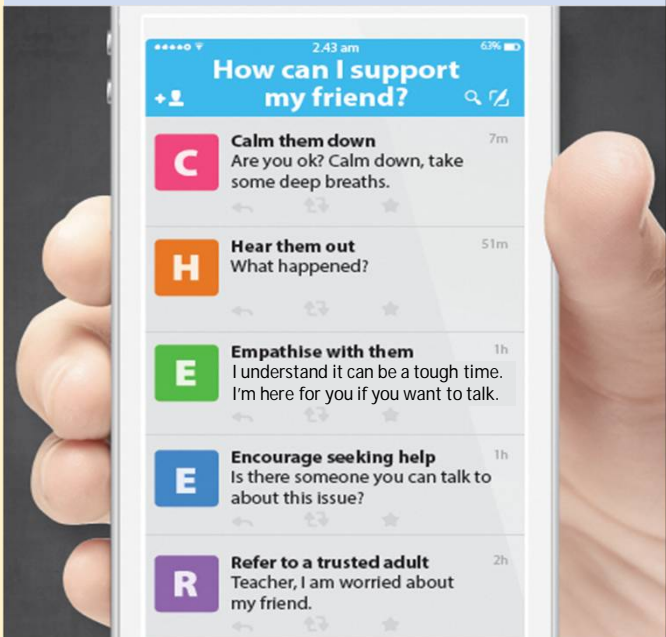 2.43 am
63%
How can I support
my friend?
C
Calm them down
7m
Are you ok? Calm down, take
some deep breaths.
H
Hear them out
51m
What happened?
E
Empathise with them
1h
I understand it can be a tough time.
I'm here for you if you want to talk.
E
Encourage seeking help
1h
Is there someone you can talk to
about this issue?
R
Refer to a trusted adult
2h
Teacher, I am worried about
my friend.